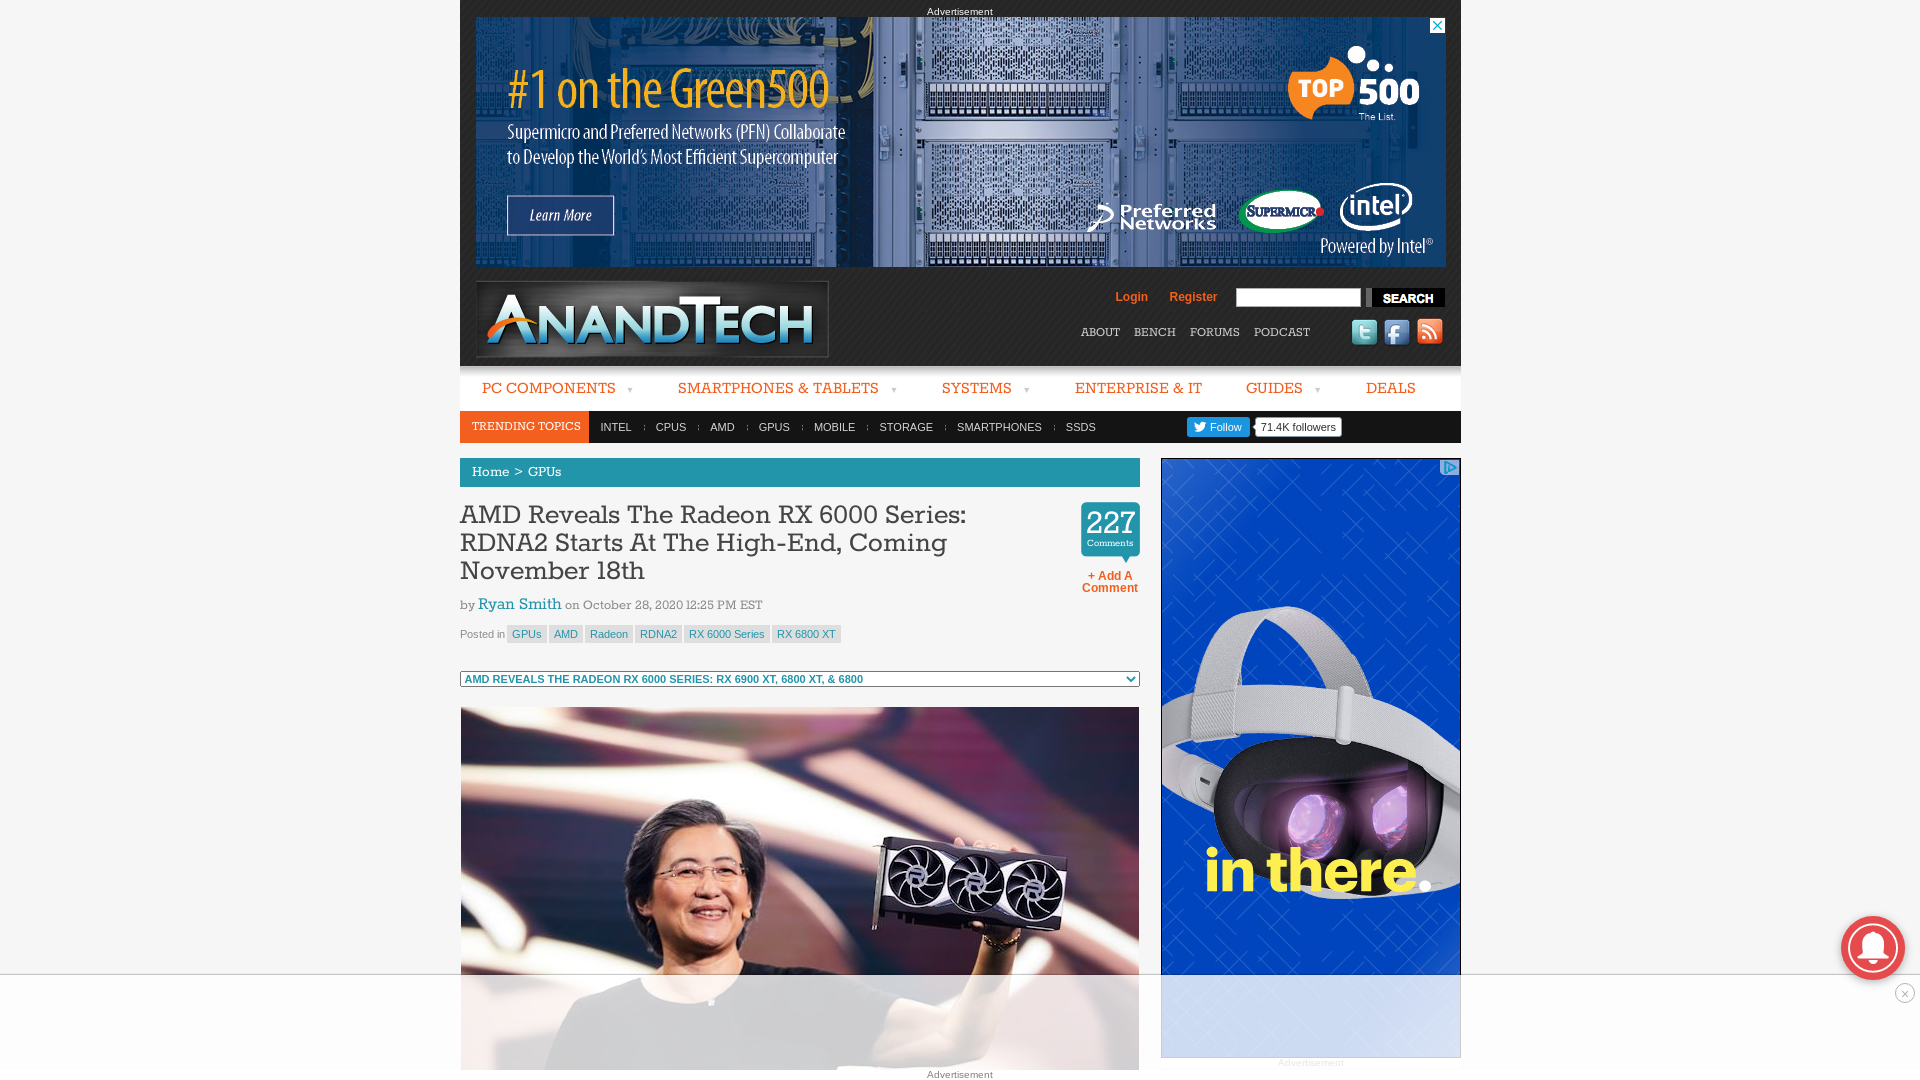 Advertisement
#1 on the Green500
Supermicro and Preferred Networks (PFN) Collaborate
to Develop the World's Most Efficient Supercomputer
Learn More
TOP 500
The List.
Preferred
Networks
SUPERMICR
intel
Powered by Intel®
ANANDTECH
Login
Register
SEARCH
ABOUT
BENCH
FORUMS
PODCAST
PC COMPONENTS
SMARTPHONES & TABLETS
SYSTEMS
ENTERPRISE & IT
GUIDES
DEALS
TRENDING TOPICS
INTEL
CPUS
AMD
GPUS
MOBILE
STORAGE
SMARTPHONES
SSDS
Follow
71.4K followers
Home > GPUs
AMD Reveals The Radeon RX 6000 Series:
RDNA2 Starts At The High-End, Coming
November 18th
227
Comments
+ Add A
Comment
by Ryan Smith on October 28, 2020 12:25 PM EST
Posted in GPUs AMD Radeon RDNA2 RX 6000 Series RX 6800 XT
AMD REVEALS THE RADEON RX 6000 SERIES: RX 6900 XT, 6800 XT, & 6800
in there.
Advertisement
Advertisement